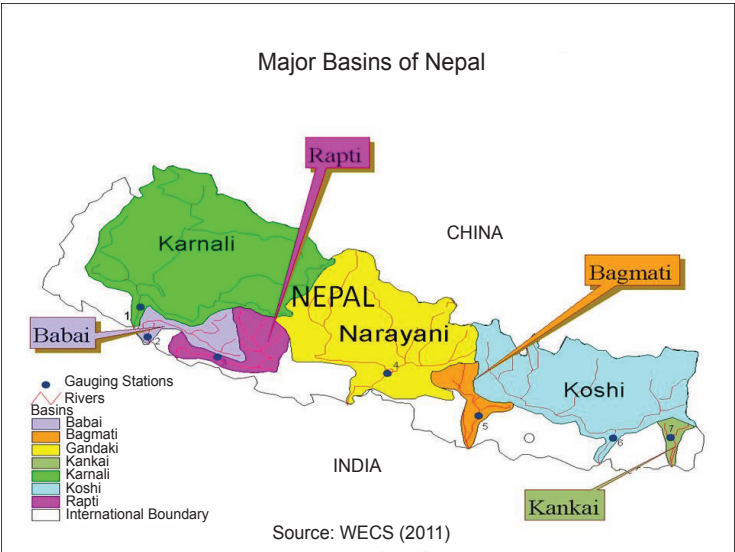 Major Basins of Nepal
Rapti
CHINA
Karnali
Bagmati
NEPAL
Babai
1
2
Narayani
Koshi
4
5
6
7
Gauging Stations
Rivers
Basins
Babai
Bagmati
Gandaki
Kankai
Karnali
Koshi
Rapti
International Boundary
INDIA
Kankai
Source: WECS (2011)